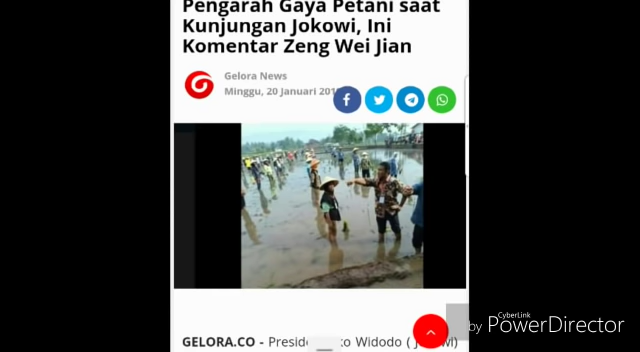 Pengarah Gaya Petani saat
Kunjungan Jokowi, Ini
Komentar Zeng Wei Jian
Gelora News
Minggu, 20 Januari
GELORA.CO - Widodo (
by CyberLink PowerDirector